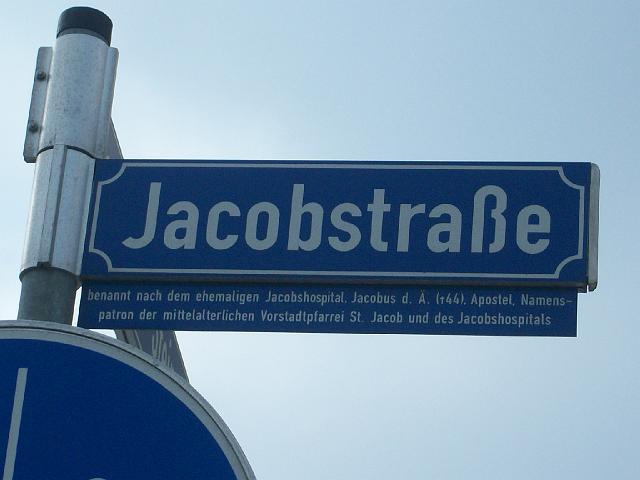 Jacobstraße
benannt nach dem ehemaligen Jacobshospital, Jacobus d. Ä. (†44), Apostel, Namens-
patron der mittelalterlichen Vorstadtpfarrei St. Jacob und des Jacobshospitals